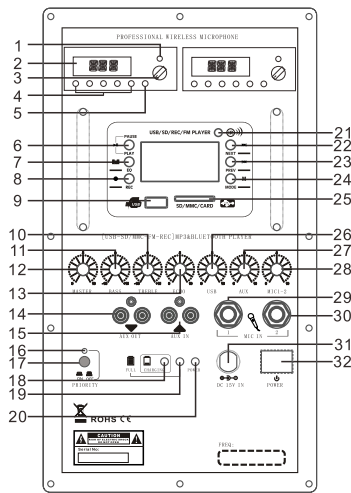 PROFESSIONAL WIRELESS MICROPHONE
1
2
3
4
5
USB/SD/REC/FM PLAYER
21
PAUSE
PLAY
6
NEXT
22
7
EQ
PREV
23
8
REC
MODE
24
9
USB
SD/MMC/CARD
25
[USB-SD/MMC-FM-REC]MP3&BLUETOOTH PLAYER
10
11
12
26
27
28
MASTER
BASS
TREBLE
ECHO
USB
AUX
MIC1-2
13
14
15
AUX OUT
AUX IN
29
30
1
MIC IN
2
16
17
ON OFF
PRIORITY
18
19
20
FULL
CHARGING
POWER
31
DC 15V IN
32
POWER
ROHS CE
CAUTION
Serial No:
FREQ: